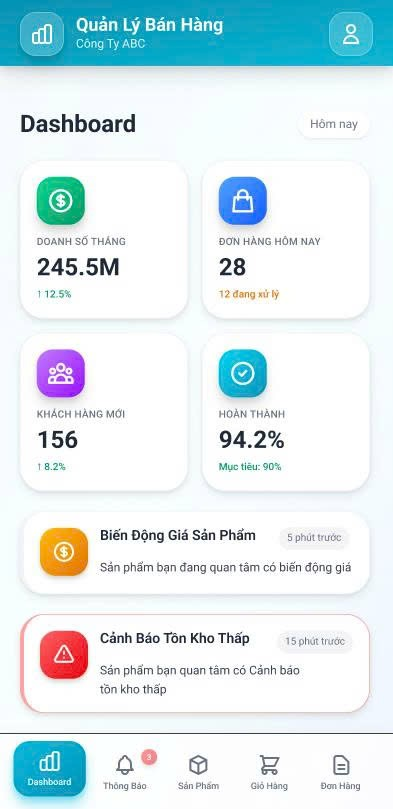 Quản Lý Bán Hàng
Công Ty ABC
Dashboard
Hôm nay
DOANH SỐ THÁNG
245.5M
↑ 12.5%
ĐƠN HÀNG HÔM NAY
28
12 đang xử lý
KHÁCH HÀNG MỚI
156
↑ 8.2%
HOÀN THÀNH
94.2%
Mục tiêu: 90%
Biến Động Giá Sản Phẩm
5 phút trước
Sản phẩm bạn đang quan tâm có biến động giá
Cảnh Báo Tồn Kho Thấp
15 phút trước
Sản phẩm bạn quan tâm có Cảnh báo
tồn kho thấp
Dashboard
3
Thông Báo
Sản Phẩm
Giỏ Hàng
Đơn Hàng